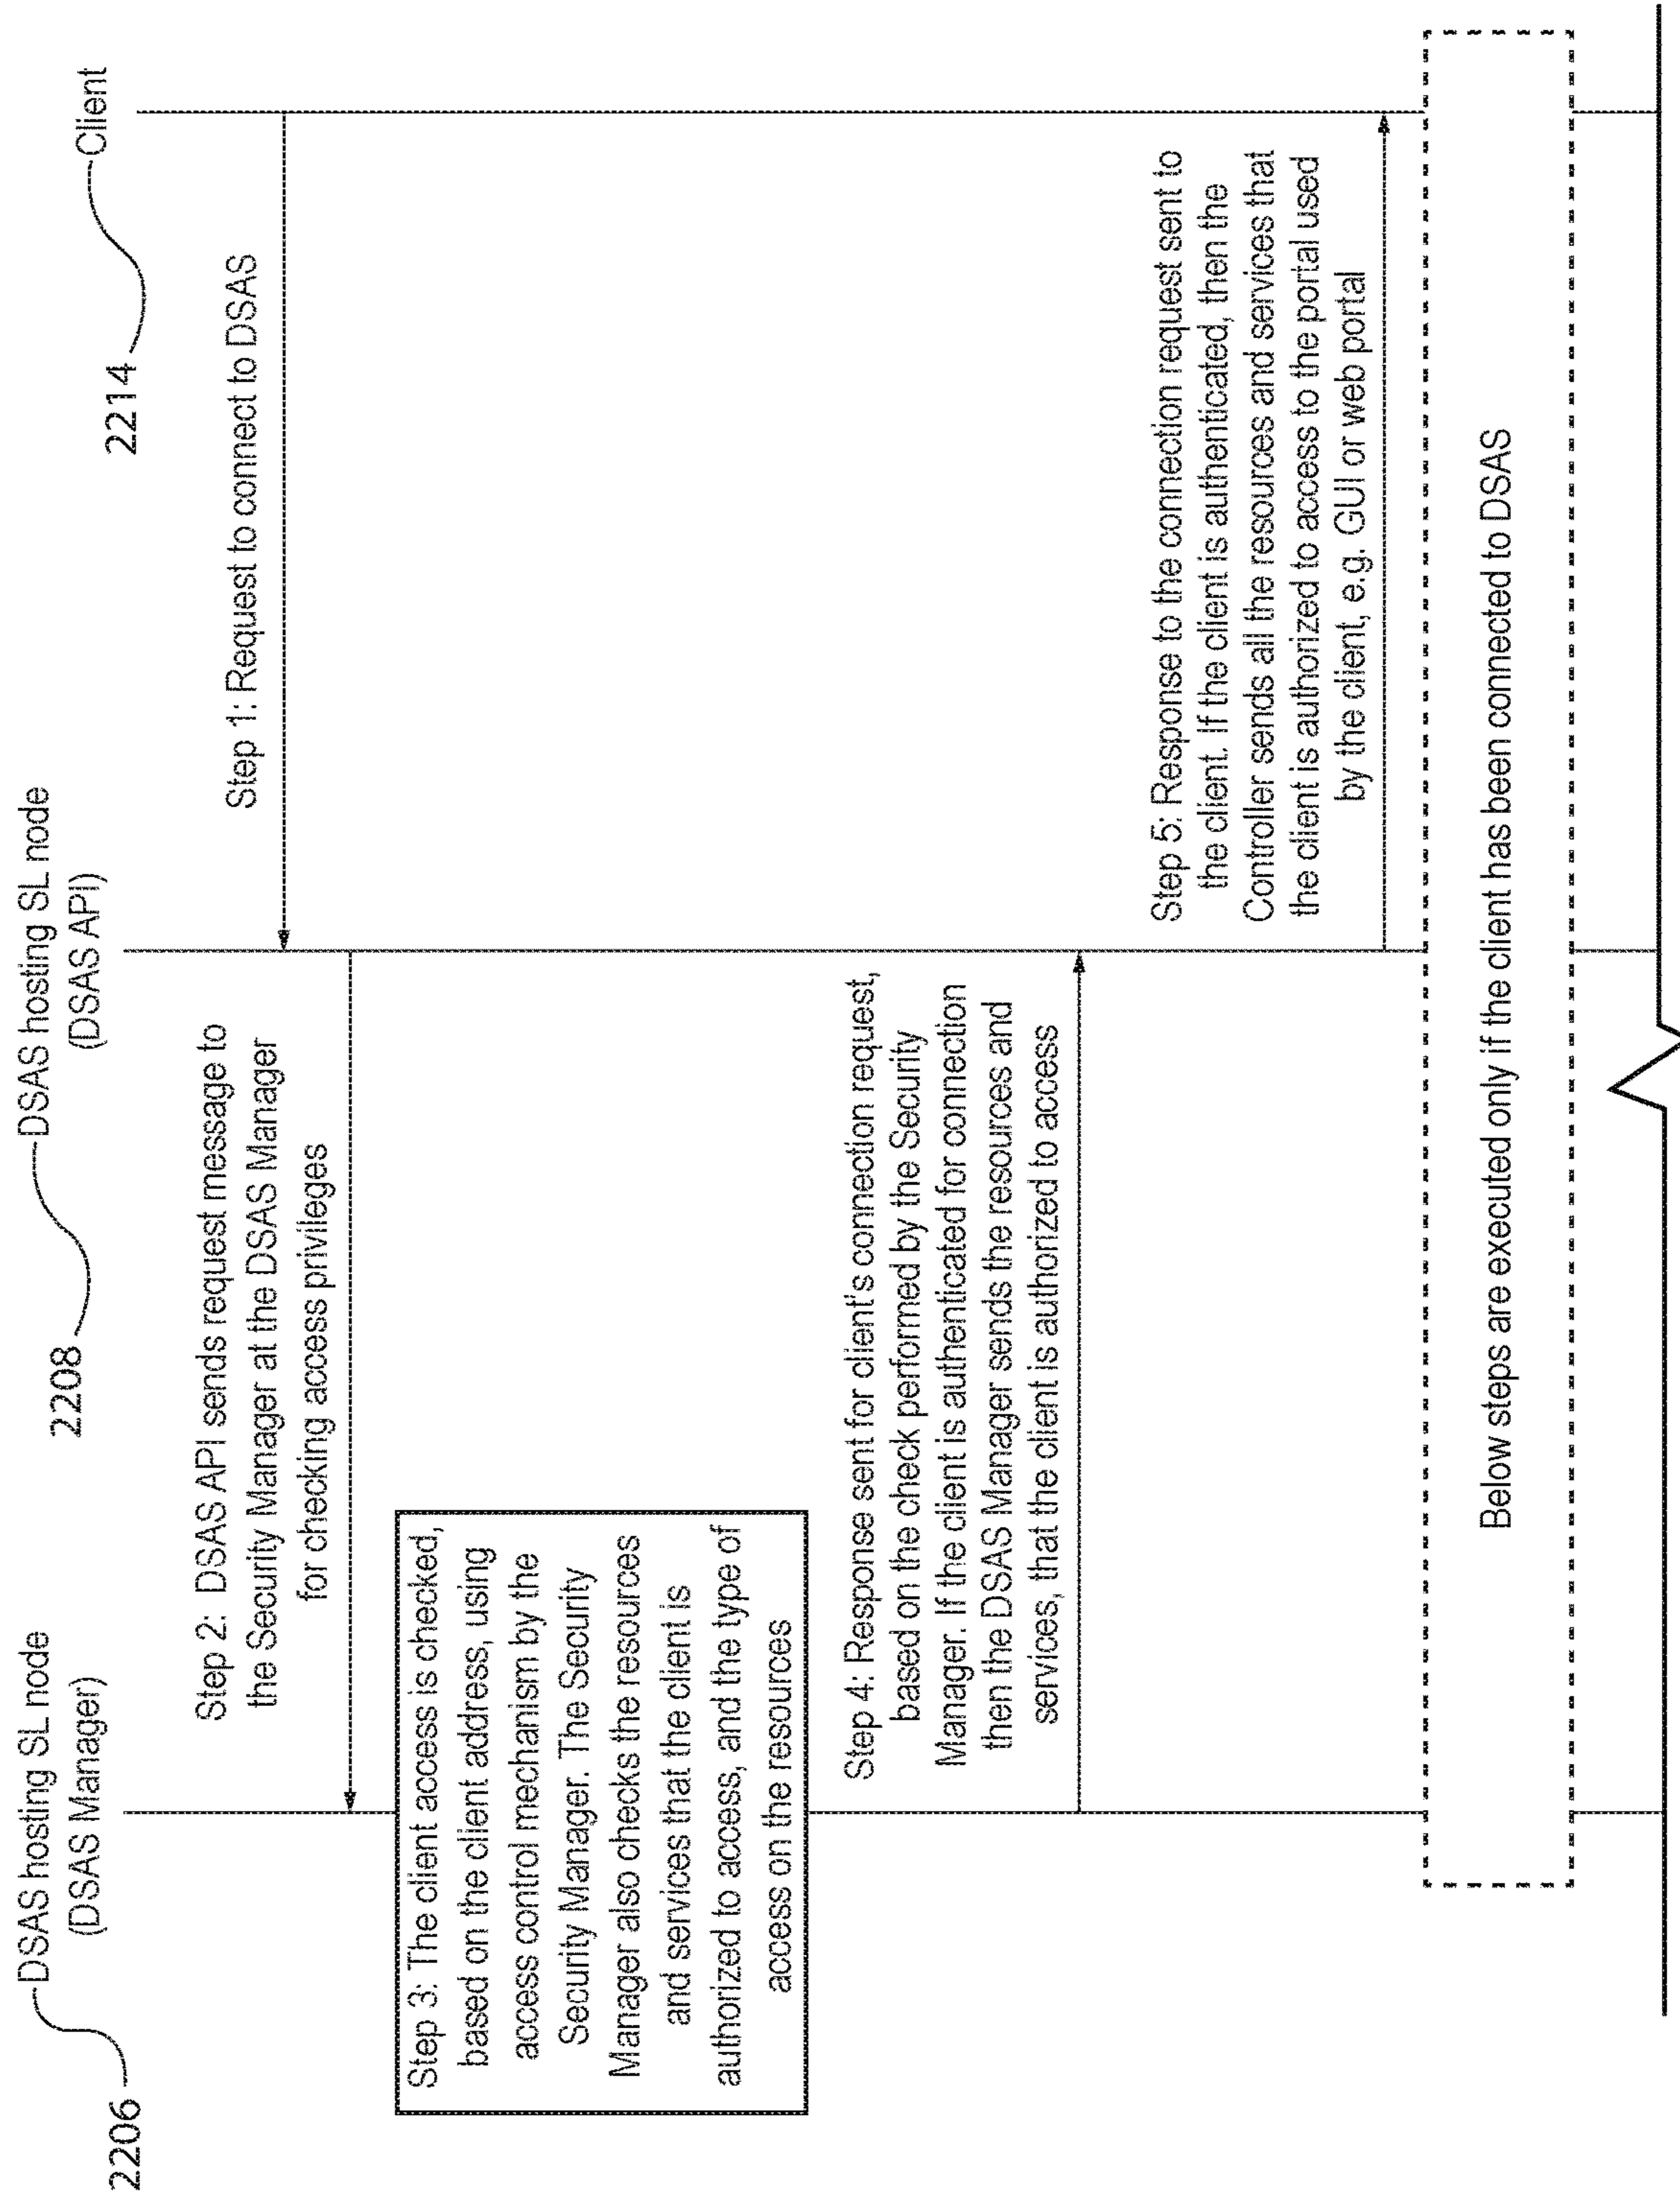 DSAS hosting SL node
(DSAS Manager)
2206
DSAS hosting SL node
(DSAS API)
2208
Client
2214
Step 1: Request to connect to DSAS
Step 2: DSAS API sends request message to
the Security Manager at the DSAS Manager
for checking access privileges
Step 3: The client access is checked,
based on the client address, using
access control mechanism by the
Security Manager. The Security
Manager also checks the resources
and services that the client is
authorized to access, and the type of
access on the resources
Step 4: Response sent for client's connection request,
based on the check performed by the Security
Manager. If the client is authenticated for connection
then the DSAS Manager sends the resources and
services, that the client is authorized to access
Step 5: Response to the connection request sent to
the client. If the client is authenticated, then the
Controller sends all the resources and services that
the client is authorized to access to the portal used
by the client, e.g. GUI or web portal
Below steps are executed only if the client has been connected to DSAS